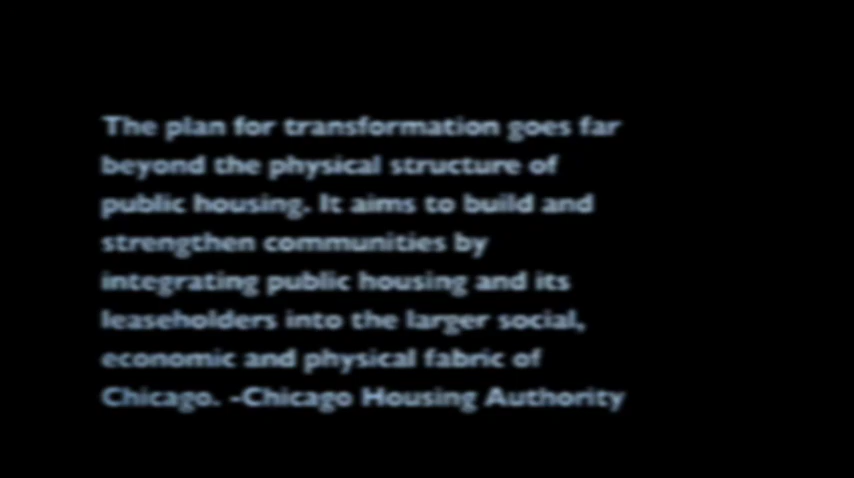 The plan for transformation goes far
beyond the physical structure of
public housing. It aims to build and
strengthen communities by
integrating public housing and its
leaseholders into the larger social,
economic and physical fabric of
Chicago. -Chicago Housing Authority